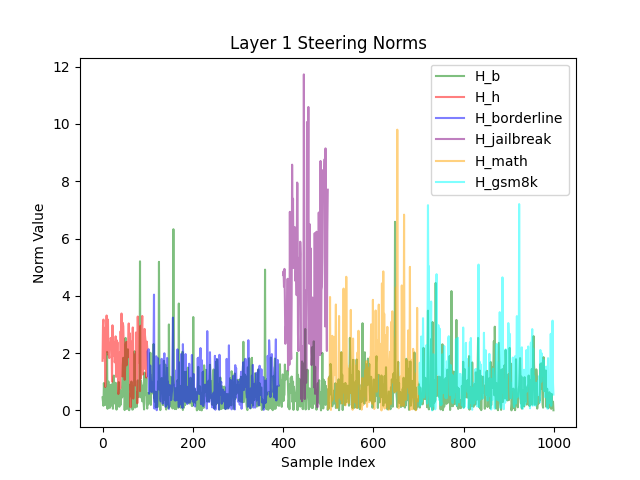 Layer 1 Steering Norms
12
10
8
6
4
2
0
Norm Value
H_b
H_h
H_borderline
H_jailbreak
H_math
H_gsm8k
0 200 400 600 800 1000
Sample Index